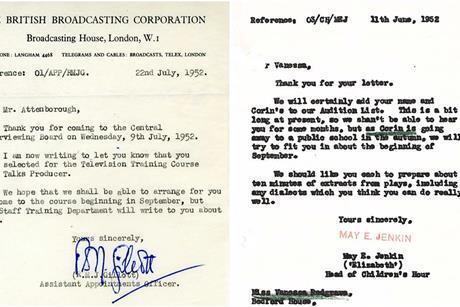 E BRITISH BROADCASTING CORPORATION
Broadcasting House, London, W.1
PHONE: LANGHAM 4468 TELEGRAMS AND CABLES: BROADCASTS, TELEX, LONDON
erence: 01/APP/RMJG. 22nd July, 1952.
Mr. Attenborough,
Thank you for coming to the Central
rviewing Board on Wednesday, 9th July, 1952.
I am now writing to let you know that you
selected for the Television Training Course
Talks Producer.
We hope that we shall be able to arrange for you
ome to the course beginning in September, but
Staff Training Department will write to you about
Yours sincerely,
Assistant Appointments Officer.
Reference: 03/CH/MEJ 11th June, 1952
r Vanessa,
Thank you for your letter.
We will certainly add your name and
Corin's to our Audition List. This is a bit
long at present, so we shan't be able to hear
you for some months, but as Corin is going
away to a public school in the autumn, we will
try to fit you in about the beginning of
September.
We should like you each to prepare about
ten minutes of extracts from plays, including
any dialects which you think you can do really
well.
Yours sincerely,
MAY E. JENKIN
May E. Jenkin
('Elizabeth')
Head of Children's Hour
Miss Vanessa Redgrave,
Bedford House,